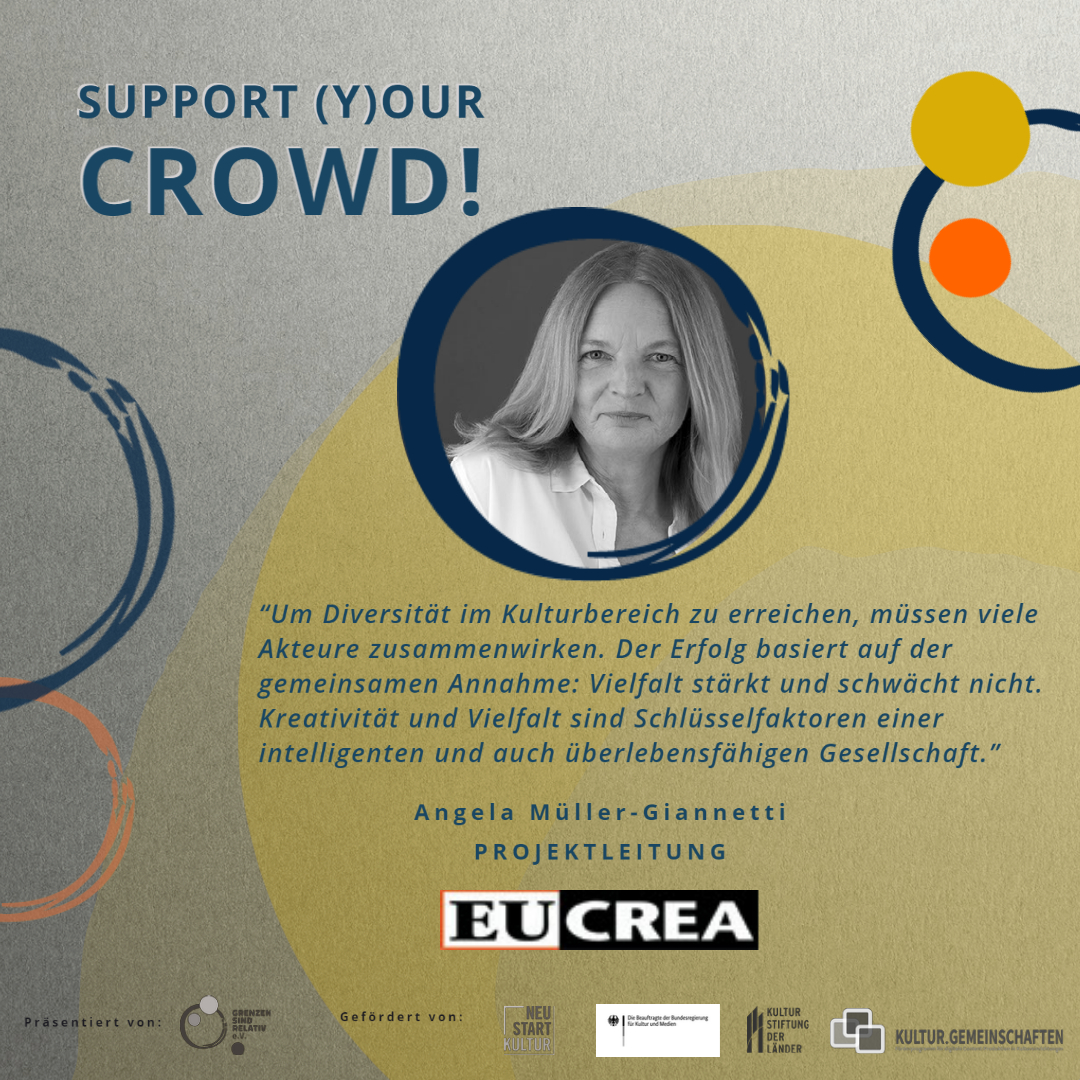 SUPPORT (Y)OUR
CROWD!
“Um Diversität im Kulturbereich zu erreichen, müssen viele
Akteure zusammenwirken. Der Erfolg basiert auf der
gemeinsamen Annahme: Vielfalt stärkt und schwächt nicht.
Kreativität und Vielfalt sind Schlüsselfaktoren einer
intelligenten und auch überlebensfähigen Gesellschaft.”
Angela Müller-Giannetti
PROJEKTLEITUNG
EUCREA
Präsentiert von:
GRENZEN
SIND
RELATIV
e.V.
Gefördert von:
NEU
START
KULTUR
Die Beauftragte der Bundesregierung
für Kultur und Medien
KULTUR
STIFTUNG
DER
LÄNDER
KULTUR.GEMEINSCHAFTEN